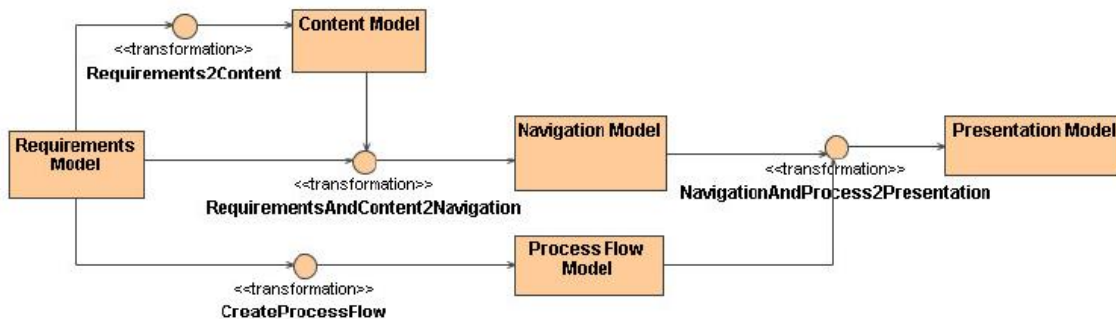 Content Model
<<transformation>>
Requirements2Content
Requirements
Model
Navigation Model
Presentation Model
<<transformation>>
RequirementsAndContent2Navigation
<<transformation>>
NavigationAndProcess2Presentation
Process Flow
Model
<<transformation>>
CreateProcessFlow